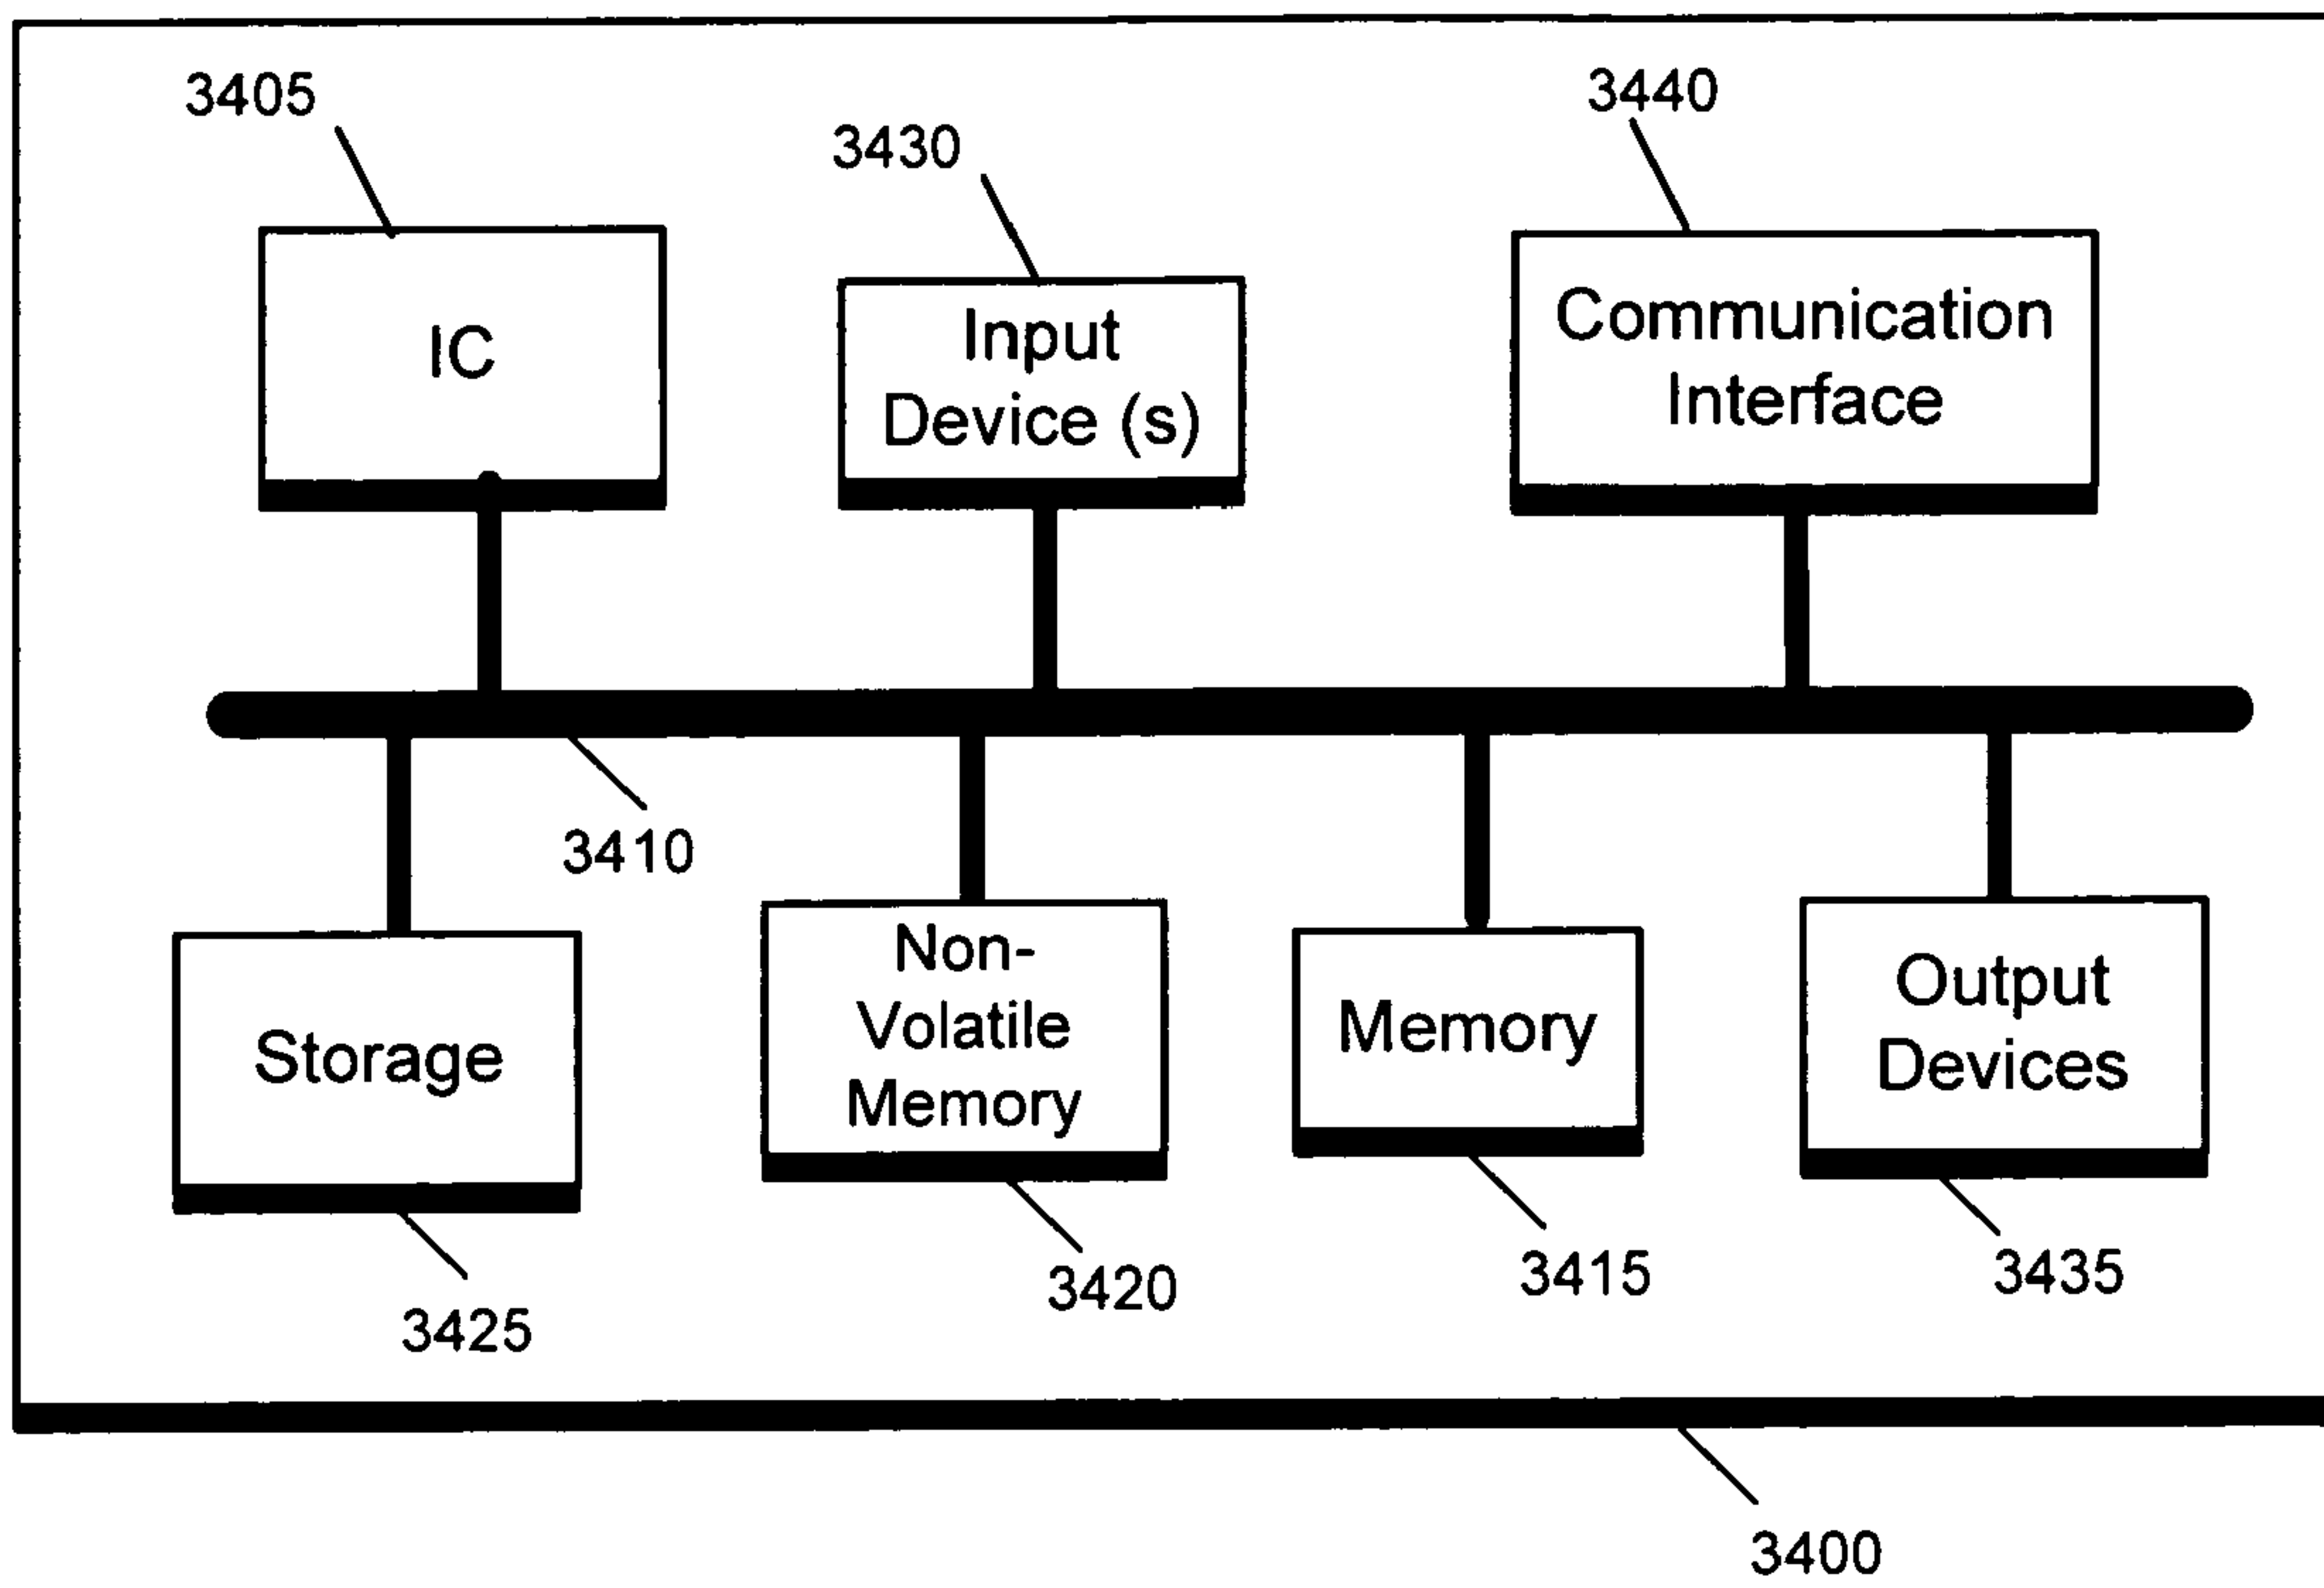 3405
3430
3440
IC
Input
Device (s)
Communication
Interface
3410
Storage
Non-
Volatile
Memory
Memory
Output
Devices
3425
3420
3415
3435
3400